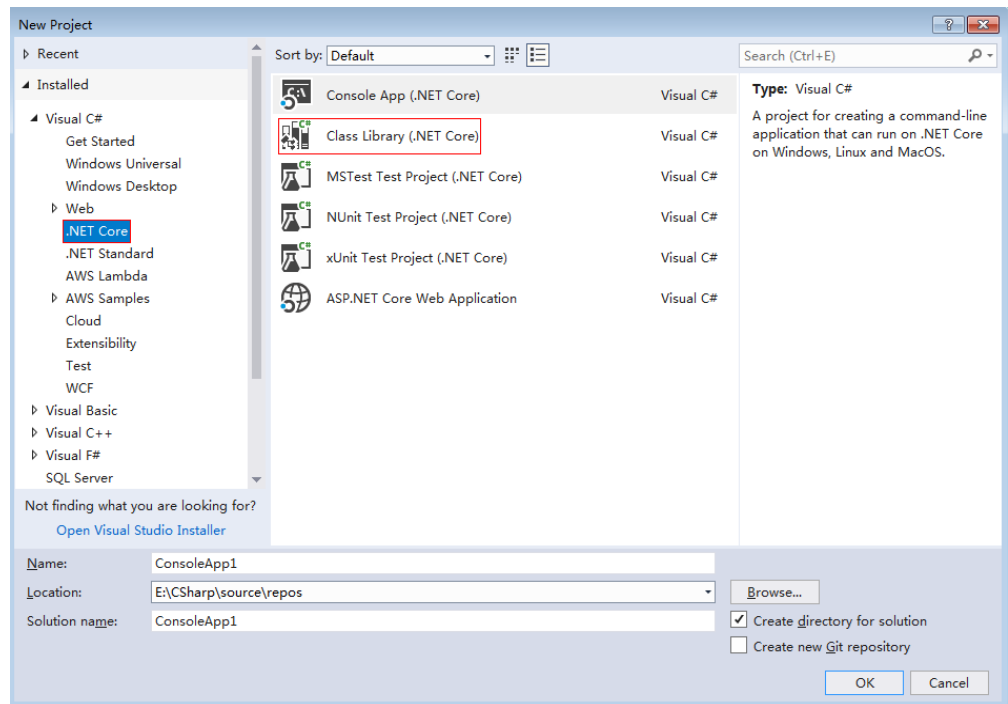 New Project
Recent
Installed
Visual C#
Get Started
Windows Universal
Windows Desktop
Web
.NET Core
.NET Standard
AWS Lambda
AWS Samples
Cloud
Extensibility
Test
WCF
Visual Basic
Visual C++
Visual F#
SQL Server
Not finding what you are looking for?
Open Visual Studio Installer
Sort by: Default
Console App (.NET Core) Visual C#
Class Library (.NET Core) Visual C#
MSTest Test Project (.NET Core) Visual C#
NUnit Test Project (.NET Core) Visual C#
xUnit Test Project (.NET Core) Visual C#
ASP.NET Core Web Application Visual C#
Search (Ctrl+E)
Type: Visual C#
A project for creating a command-line
application that can run on .NET Core
on Windows, Linux and MacOS.
Name: ConsoleApp1
Location: E:\CSharp\source\repos Browse...
Solution name: ConsoleApp1
Create directory for solution
Create new Git repository
OK Cancel